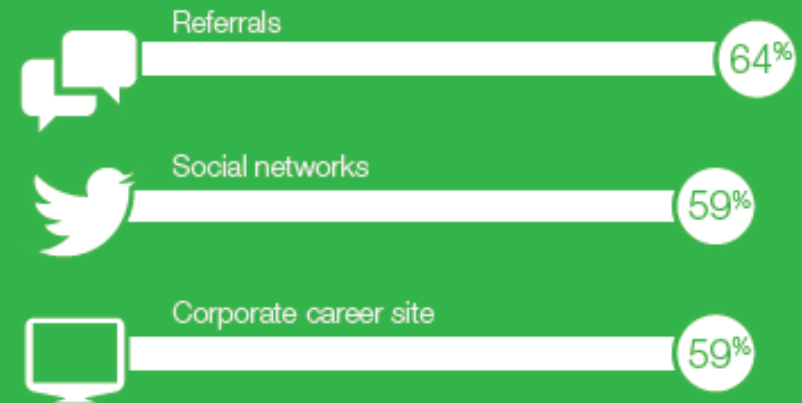 Referrals
64%
Social networks
59%
Corporate career site
59%